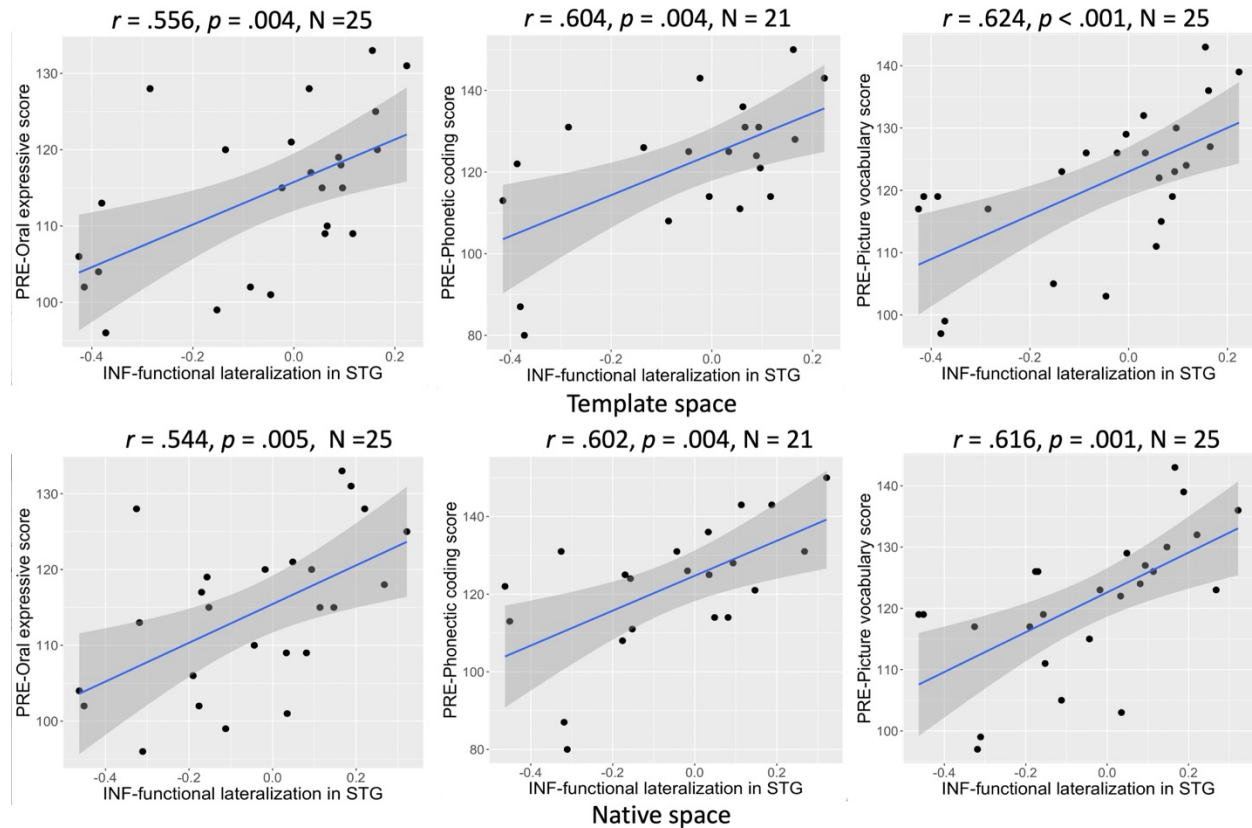 r = .556, p = .004, N =25
r = .604, p = .004, N = 21
r = .624, p < .001, N = 25
PRE-Oral expressive score
130
120
110
100
-0.4 -0.2 0.0 0.2
INF-functional lateralization in STG
PRE-Phonetic coding score
140
120
100
80
-0.4 -0.2 0.0 0.2
INF-functional lateralization in STG
PRE-Picture vocabulary score
140
130
120
110
100
-0.4 -0.2 0.0 0.2
INF-functional lateralization in STG
Template space
r = .544, p = .005, N =25
r = .602, p = .004, N = 21
r = .616, p = .001, N = 25
PRE-Oral expressive score
130
120
110
100
-0.4 -0.2 0.0 0.2
INF-functional lateralization in STG
PRE-Phonectic coding score
140
120
100
80
-0.4 -0.2 0.0 0.2
INF-functional lateralization in STG
PRE-Picture vocabulary score
140
130
120
110
100
-0.4 -0.2 0.0 0.2
INF-functional lateralization in STG
Native space